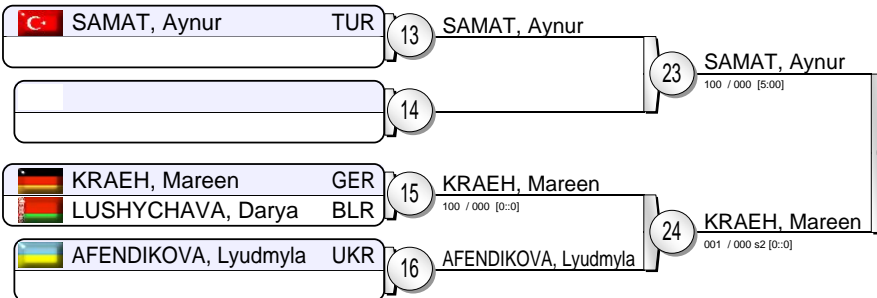 SAMAT, Aynur TUR
13
SAMAT, Aynur
23
SAMAT, Aynur
100 / 000 [5:00]
14
KRAEH, Mareen GER
LUSHYCHAVA, Darya BLR
15
KRAEH, Mareen
100 / 000 [0::0]
24
KRAEH, Mareen
001 / 000 s2 [0::0]
AFENDIKOVA, Lyudmyla UKR
16
AFENDIKOVA, Lyudmyla